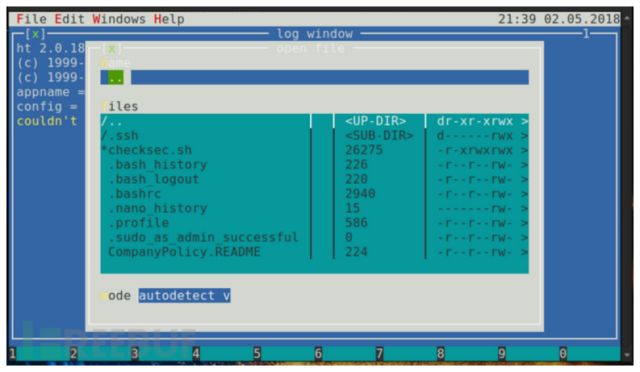 File Edit Windows Help 21:39 02.05.2018
[x] log window 1
ht 2.0.18 [x] open file
(c) 1999- name
(c) 1999- ..
appname =
config = files
couldn't /.. <UP-DIR> dr-xr-xrwx >
/.ssh <SUB-DIR> d------rwx >
*checksec.sh 26275 -r-xrwxrwx >
.bash_history 226 -r--r--rw- >
.bash_logout 220 -r--r--rw- >
.bashrc 2940 -r--r--rw- >
.nano_history 15 -------rw- >
.profile 586 -r--r--rw- >
.sudo_as_admin_successful 0 -r--r--rw- >
CompanyPolicy.README 224 -r--r--rw- >
mode autodetect v
REEBUF
1 2 3 4 5 6 7 8 9 0